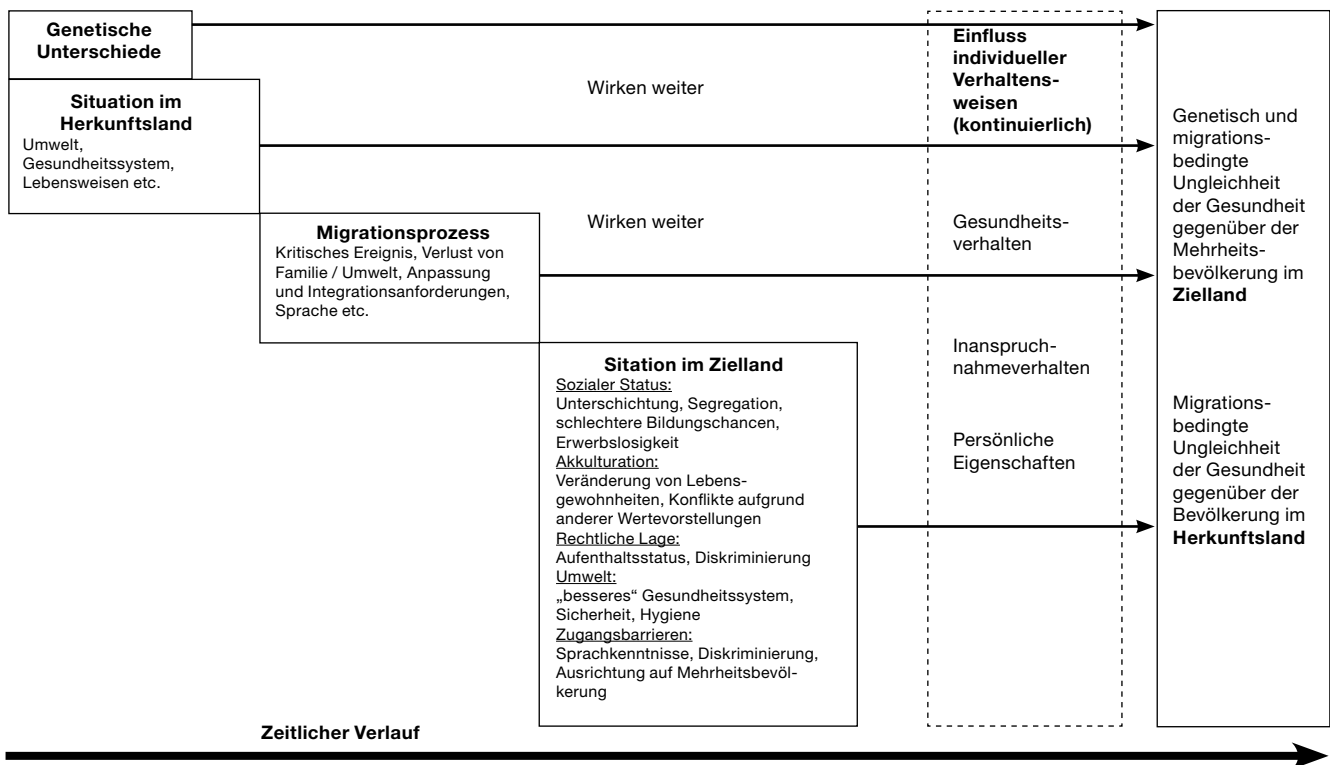 Genetische
Unterschiede
Situation im
Herkunftsland
Umwelt,
Gesundheitssystem,
Lebensweisen etc.
Wirken weiter
Wirken weiter
Migrationsprozess
Kritisches Ereignis, Verlust von
Familie / Umwelt, Anpassung
und Integrationsanforderungen,
Sprache etc.
Sitation im Zielland
Sozialer Status:
Unterschichtung, Segregation,
schlechtere Bildungschancen,
Erwerbslosigkeit
Akkulturation:
Veränderung von Lebens-
gewohnheiten, Konflikte aufgrund
anderer Wertevorstellungen
Rechtliche Lage:
Aufenthaltsstatus, Diskriminierung
Umwelt:
„besseres“ Gesundheitssystem,
Sicherheit, Hygiene
Zugangsbarrieren:
Sprachkenntnisse, Diskriminierung,
Ausrichtung auf Mehrheitsbevöl-
kerung
Einfluss
individueller
Verhaltens-
weisen
(kontinuierlich)
Gesundheits-
verhalten
Inanspruch-
nahmeverhalten
Persönliche
Eigenschaften
Genetisch und
migrations-
bedingte
Ungleichheit
der Gesundheit
gegenüber der
Mehrheits-
bevölkerung im
Zielland
Migrations-
bedingte
Ungleichheit
der Gesundheit
gegenüber der
Bevölkerung im
Herkunftsland
Zeitlicher Verlauf